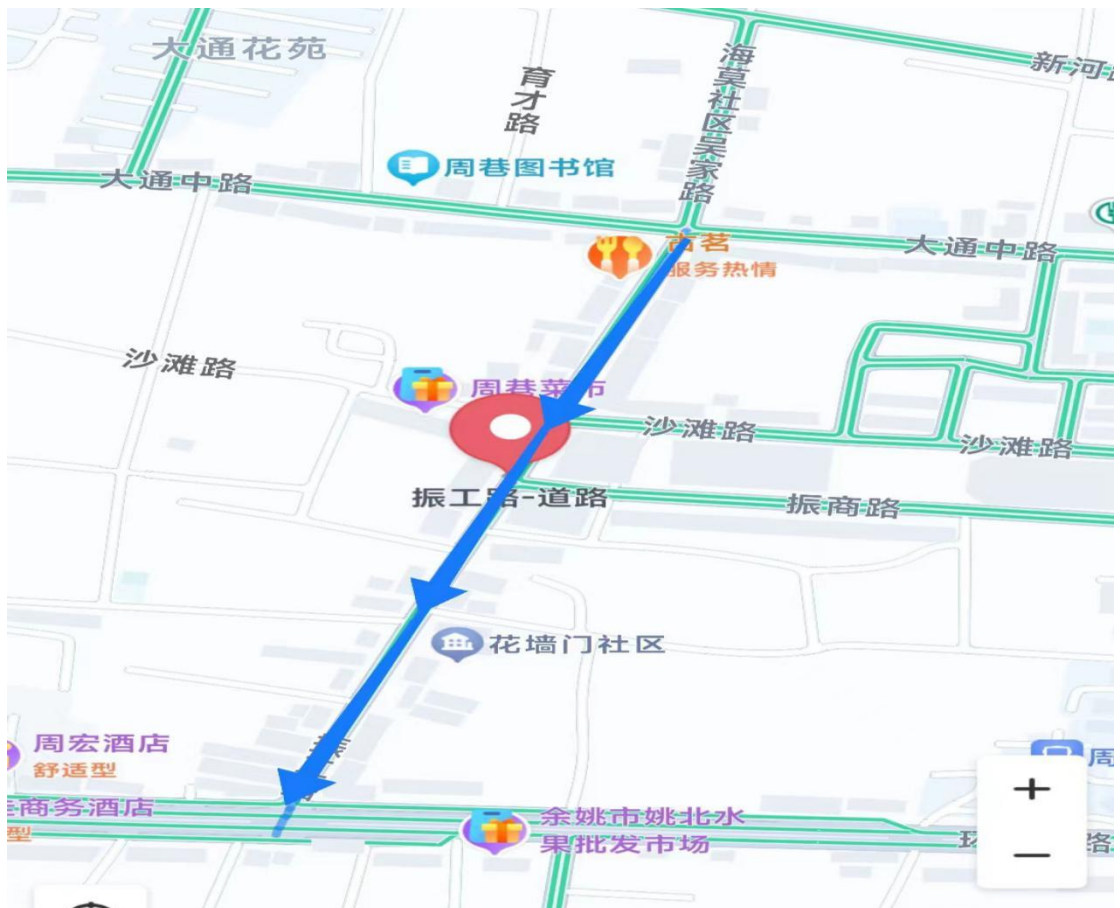 大通花苑
新河
海莫社区吴家路
育才路
周巷图书馆
大通中路
古茗
服务热情
大通中路
沙滩路
周巷菜市
沙滩路
沙滩路
振工路-道路
振商路
花墙门社区
周宏酒店
舒适型
周
商务酒店
型
余姚市姚北水
果批发市场
环
路